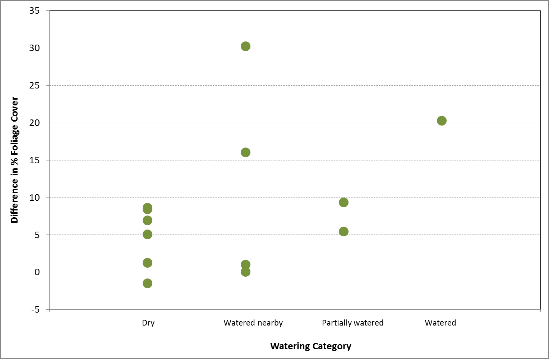 35
30
25
20
15
10
5
0
-5
Difference in % Foliage Cover
Dry
Watered nearby
Partially watered
Watered
Watering Category